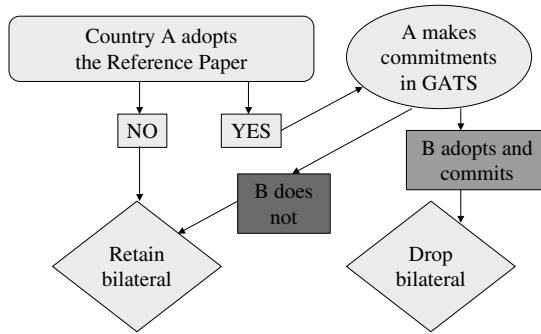 Country A adopts
the Reference Paper
A makes
commitments
in GATS
NO
YES
B adopts and
commits
B does
not
Retain
bilateral
Drop
bilateral